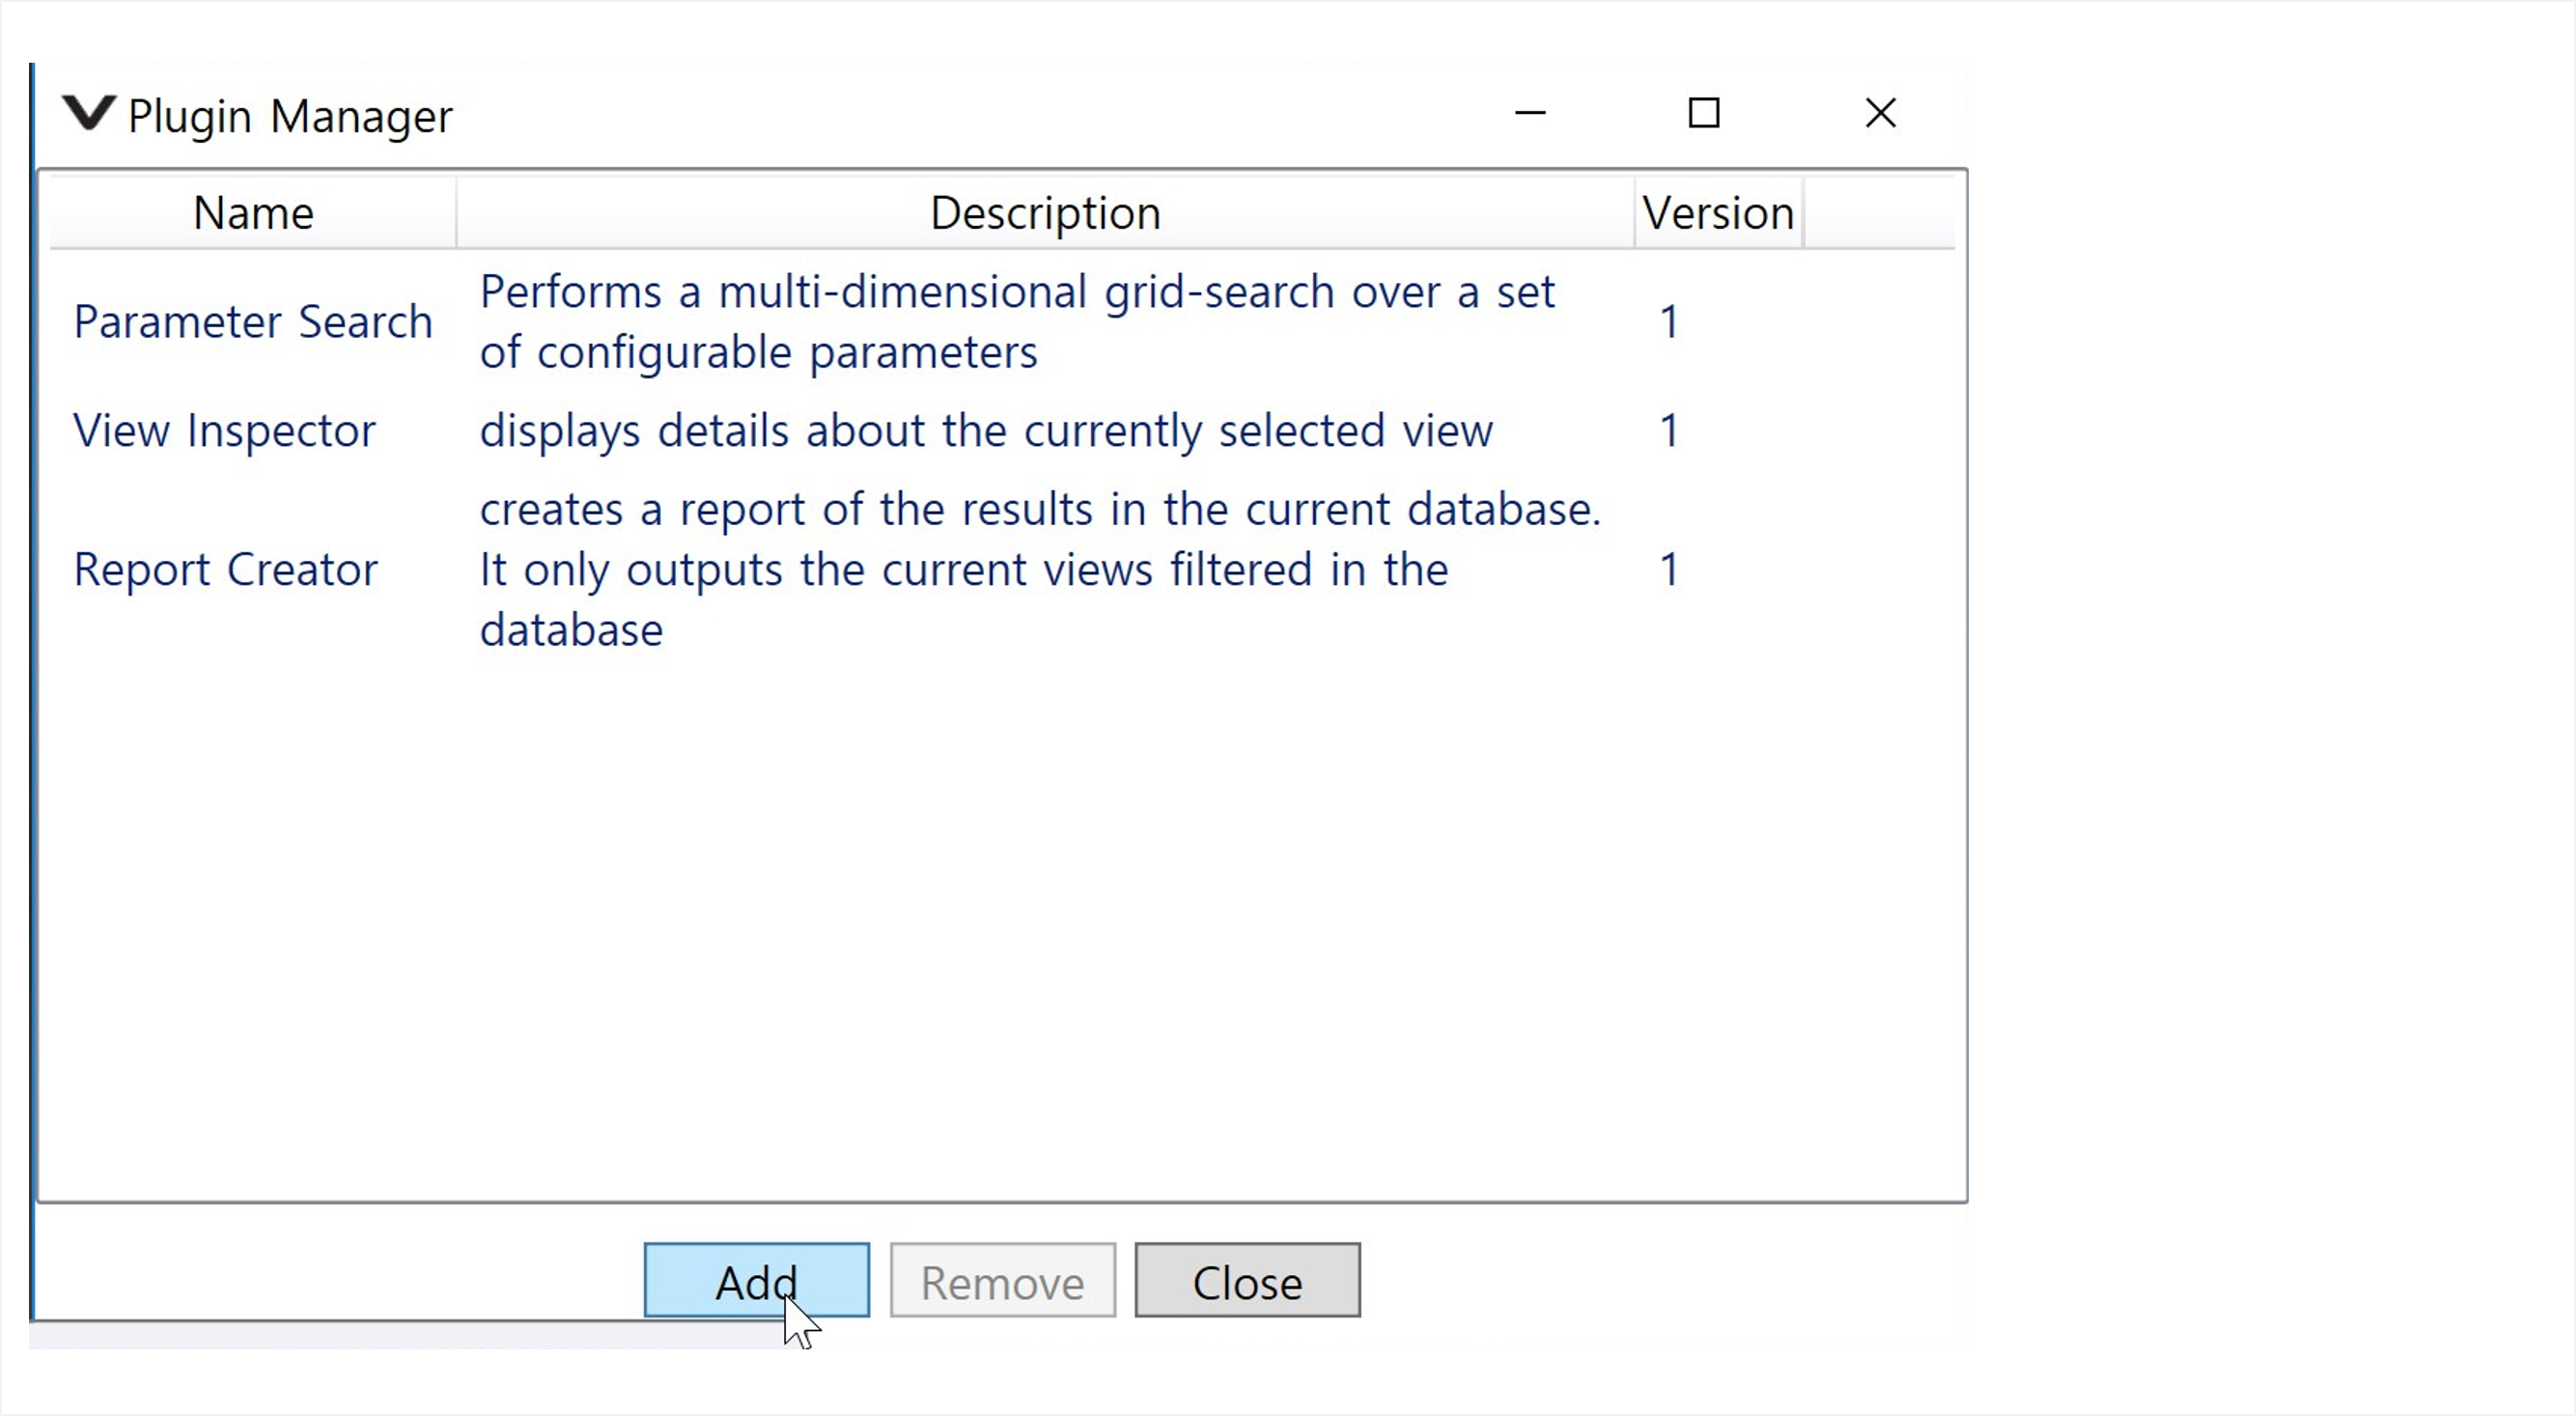 Plugin Manager
Name Description Version
Parameter Search Performs a multi-dimensional grid-search over a set 1
of configurable parameters
View Inspector displays details about the currently selected view 1
creates a report of the results in the current database.
Report Creator It only outputs the current views filtered in the 1
database
Add Remove Close